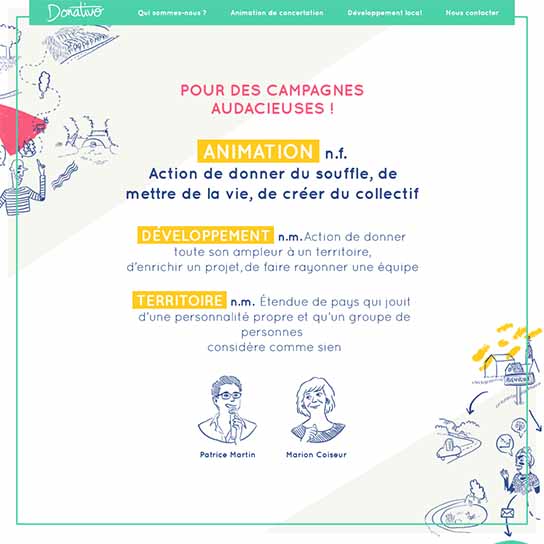 Donativo
Qui sommes-nous ? Animation de concertation Développement local Nous contacter
POUR DES CAMPAGNES
AUDACIEUSES !
ANIMATION n.f.
Action de donner du souffle, de
mettre de la vie, de créer du collectif
DÉVELOPPEMENT n.m. Action de donner
toute son ampleur à un territoire,
d'enrichir un projet, de faire rayonner une équipe
TERRITOIRE n.m. Étendue de pays qui jouit
d'une personnalité propre et qu'un groupe de
personnes
considère comme sien
Patrice Martin Marion Coiseur